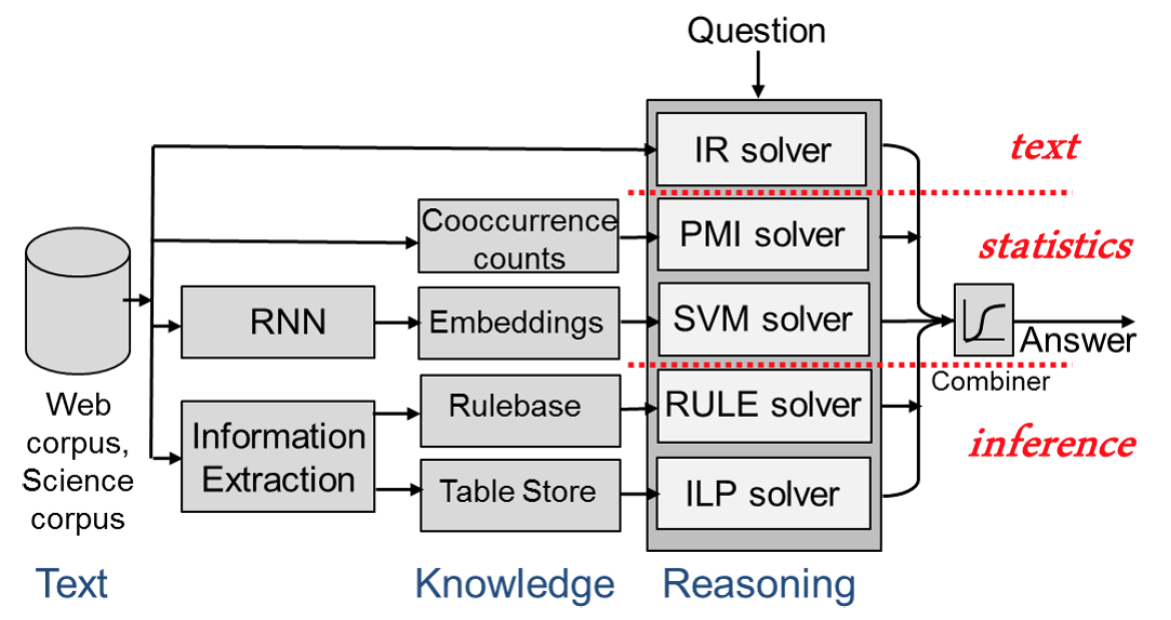 Question
IR solver
text
Cooccurrence
counts
PMI solver
statistics
RNN
Embeddings
SVM solver
Answer
Combiner
Web
corpus,
Science
corpus
Information
Extraction
Rulebase
RULE solver
inference
Table Store
ILP solver
Text
Knowledge
Reasoning